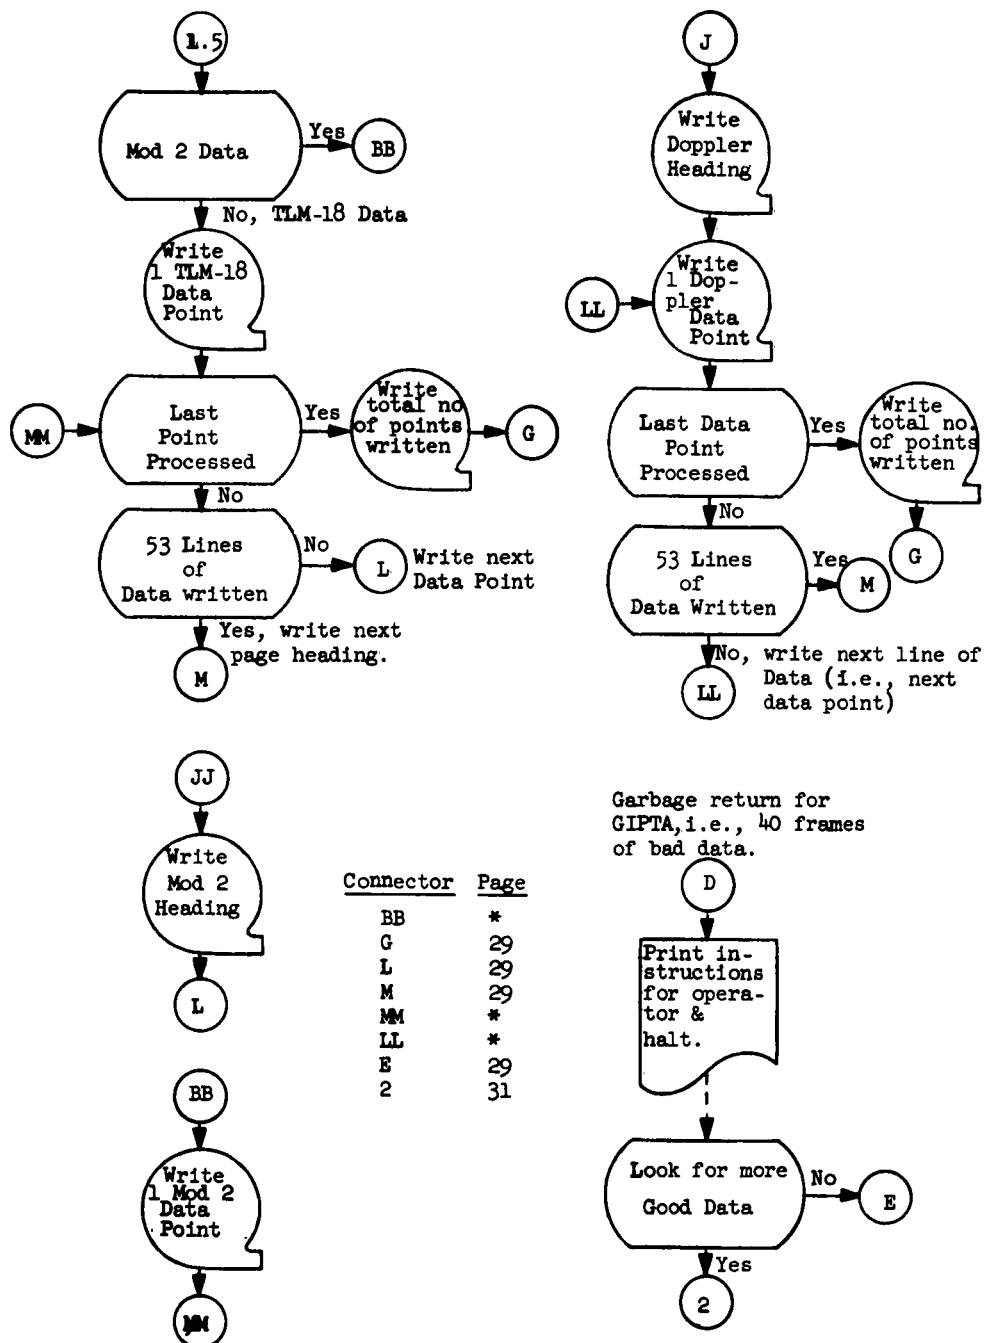 1.5
Mod 2 Data
Yes
BB
No, TLM-18 Data
Write
1 TLM-18
Data
Point
MM
Last
Point
Processed
Yes
Write
total no
of points
written
G
No
53 Lines
of
Data written
No
L
Write next
Data Point
Yes, write next
page heading.
M
J
Write
Doppler
Heading
LL
Write
1 Dop-
pler
Data
Point
Last Data
Point
Processed
Yes
Write
total no.
of points
written
G
No
53 Lines
of
Data Written
Yes
M
No, write next line of
Data (i.e., next
data point)
LL
JJ
Write
Mod 2
Heading
L
BB
Write
1 Mod 2
Data
Point
MM
Connector Page
BB *
G 29
L 29
M 29
MM *
LL *
E 29
2 31
Garbage return for
GIPTA,i.e., 40 frames
of bad data.
D
Print in-
structions
for opera-
tor &
halt.
Look for more
Good Data
No
E
Yes
2